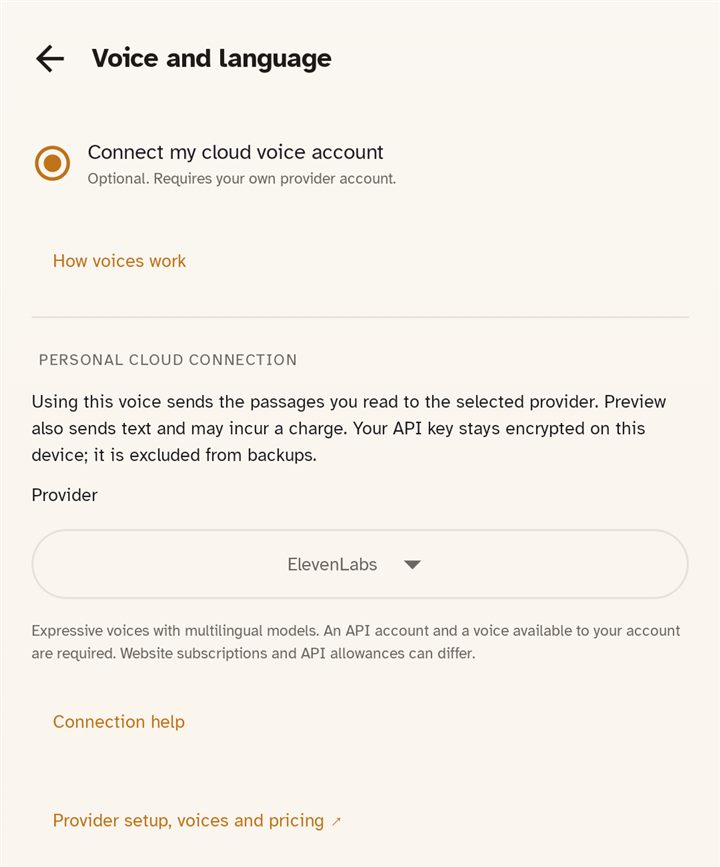 Voice and language
Connect my cloud voice account
Optional. Requires your own provider account.
How voices work
PERSONAL CLOUD CONNECTION
Using this voice sends the passages you read to the selected provider. Preview
also sends text and may incur a charge. Your API key stays encrypted on this
device; it is excluded from backups.
Provider
ElevenLabs
Expressive voices with multilingual models. An API account and a voice available to your account
are required. Website subscriptions and API allowances can differ.
Connection help
Provider setup, voices and pricing ↗